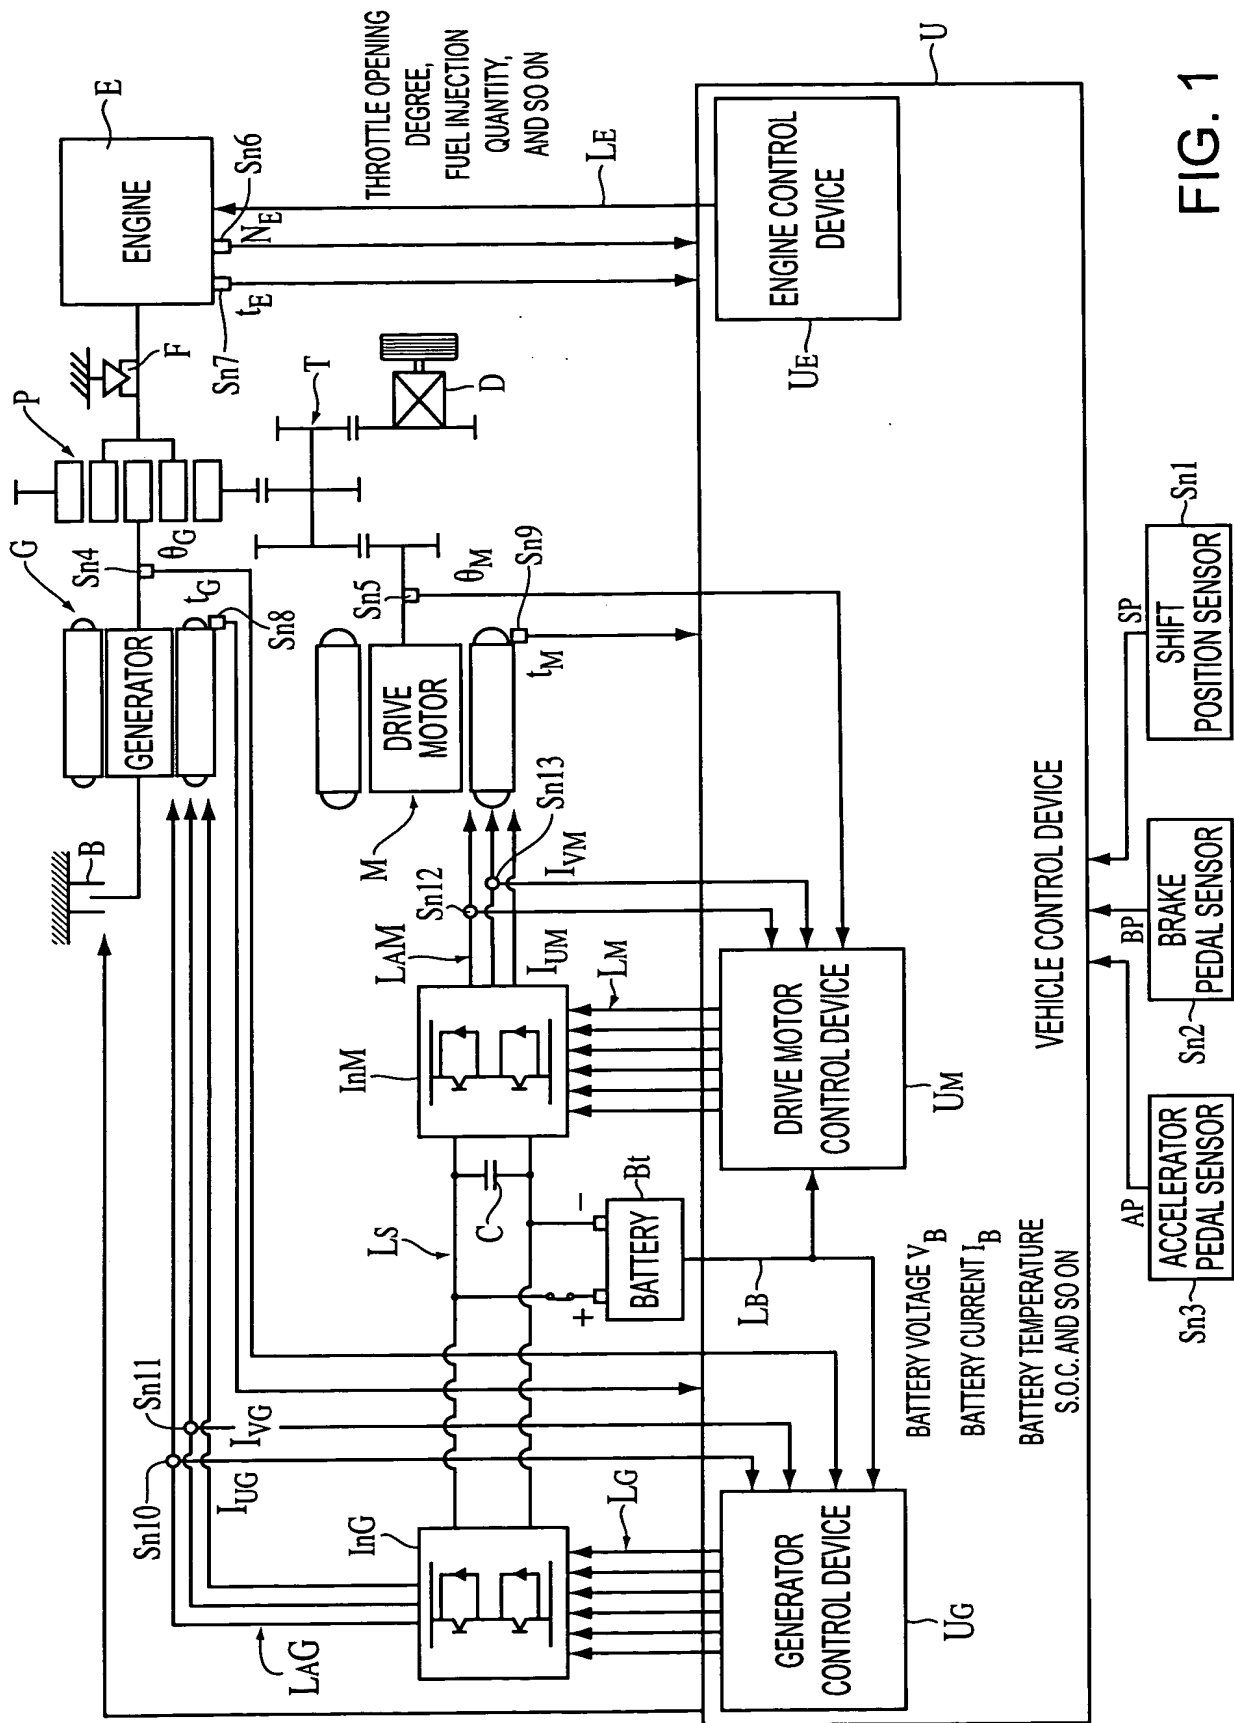 FIG. 1
E
ENGINE
Sn6
NE
tE
Sn7
THROTTLE OPENING
DEGREE,
FUEL INJECTION
QUANTITY,
AND SO ON
LE
U
ENGINE CONTROL
DEVICE
UE
F
P
T
D
G
Sn4
θG
tG
Sn8
GENERATOR
B
Sn5
θM
Sn9
tM
DRIVE
MOTOR
M
Sn13
Sn12
IVM
LAM
IUM
InM
LM
DRIVE MOTOR
CONTROL DEVICE
UM
LS
C
−
+
Bt
BATTERY
LB
BATTERY VOLTAGE VB
BATTERY CURRENT IB
BATTERY TEMPERATURE
S.O.C. AND SO ON
Sn11
Sn10
IVG
IUG
InG
LAG
LG
GENERATOR
CONTROL DEVICE
UG
VEHICLE CONTROL DEVICE
SP
BP
AP
SHIFT
POSITION SENSOR
Sn1
BRAKE
PEDAL SENSOR
Sn2
ACCELERATOR
PEDAL SENSOR
Sn3